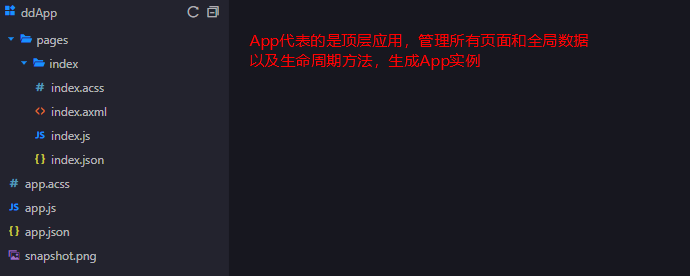 ddApp
pages
index
index.acss
index.axml
JS index.js
{ } index.json
# app.acss
JS app.js
{ } app.json
snapshot.png
App代表的是顶层应用，管理所有页面和全局数据
以及生命周期方法，生成App实例